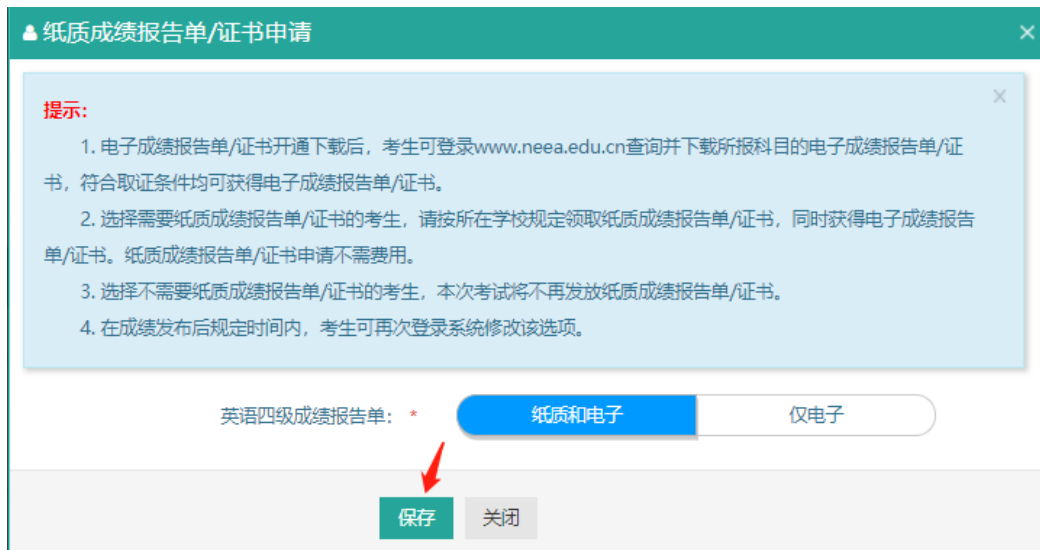 纸质成绩报告单/证书申请
提示:
1. 电子成绩报告单/证书开通下载后，考生可登录www.neea.edu.cn查询并下载所报科目的电子成绩报告单/证
书，符合取证条件均可获得电子成绩报告单/证书。
2. 选择需要纸质成绩报告单/证书的考生，请按所在学校规定领取纸质成绩报告单/证书，同时获得电子成绩报告
单/证书。纸质成绩报告单/证书申请不需费用。
3. 选择不需要纸质成绩报告单/证书的考生，本次考试将不再发放纸质成绩报告单/证书。
4. 在成绩发布后规定时间内，考生可再次登录系统修改该选项。
英语四级成绩报告单： * 纸质和电子 仅电子
保存 关闭